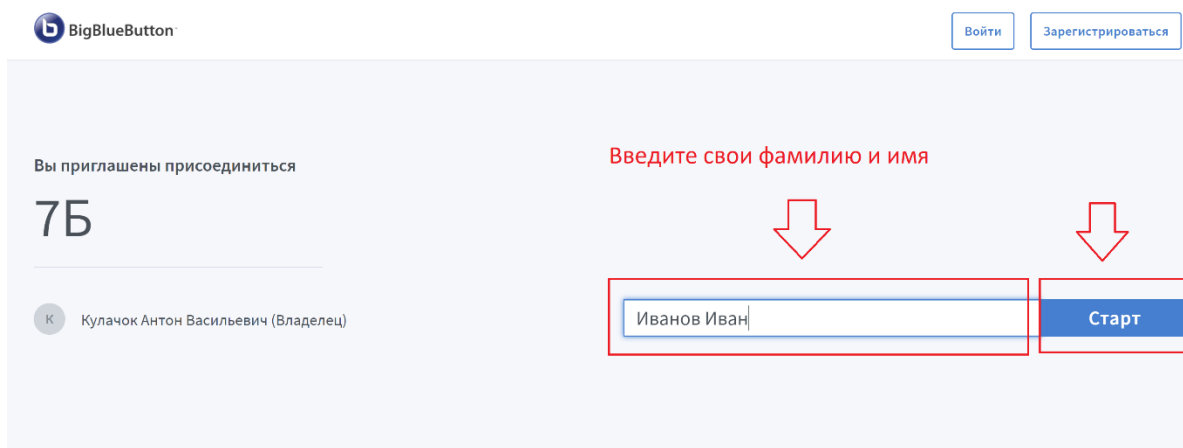 BigBlueButton
Войти
Зарегистрироваться
Вы приглашены присоединиться
7Б
К
Кулачок Антон Васильевич (Владелец)
Введите свои фамилию и имя
Иванов Иван
Старт